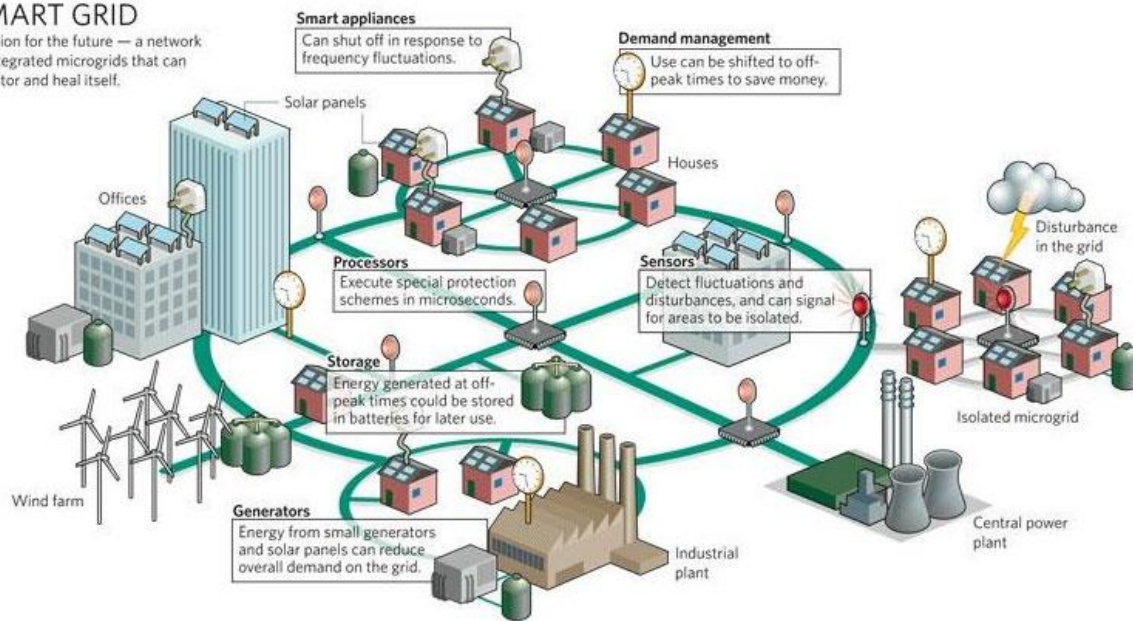 MART GRID
ion for the future — a network
tegrated microgrids that can
tor and heal itself.
Smart appliances
Can shut off in response to
frequency fluctuations.
Demand management
Use can be shifted to off-
peak times to save money.
Solar panels
Houses
Offices
Disturbance
in the grid
Processors
Execute special protection
schemes in microseconds.
Sensors
Detect fluctuations and
disturbances, and can signal
for areas to be isolated.
Storage
Energy generated at off-
peak times could be stored
in batteries for later use.
Isolated microgrid
Wind farm
Generators
Energy from small generators
and solar panels can reduce
overall demand on the grid.
Industrial
plant
Central power
plant